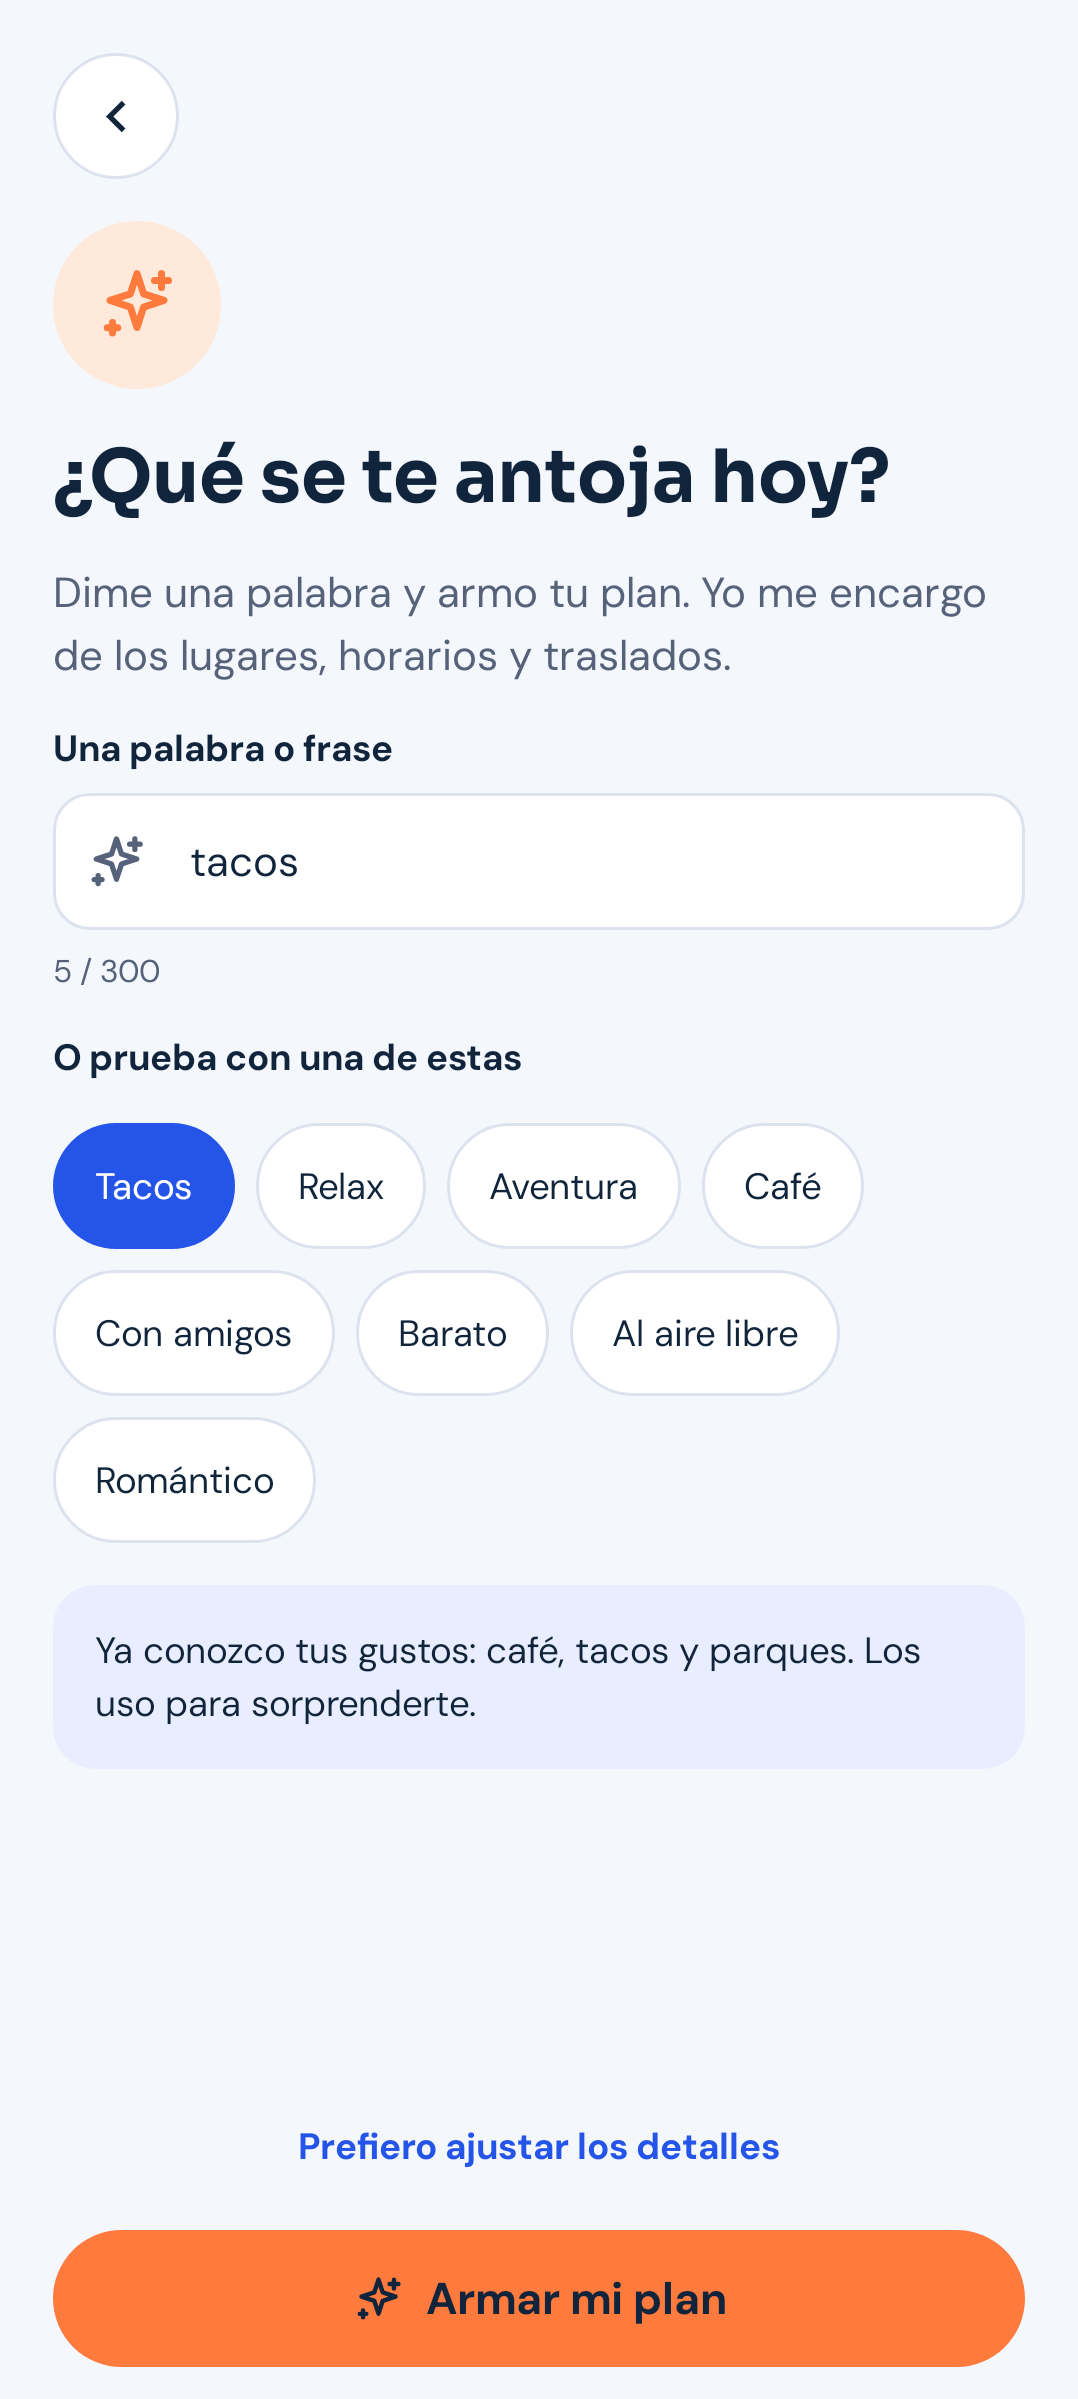 ¿Qué se te antoja hoy?
Dime una palabra y armo tu plan. Yo me encargo
de los lugares, horarios y traslados.
Una palabra o frase
tacos
5 / 300
O prueba con una de estas
Tacos Relax Aventura Café
Con amigos Barato Al aire libre
Romántico
Ya conozco tus gustos: café, tacos y parques. Los
uso para sorprenderte.
Prefiero ajustar los detalles
Armar mi plan